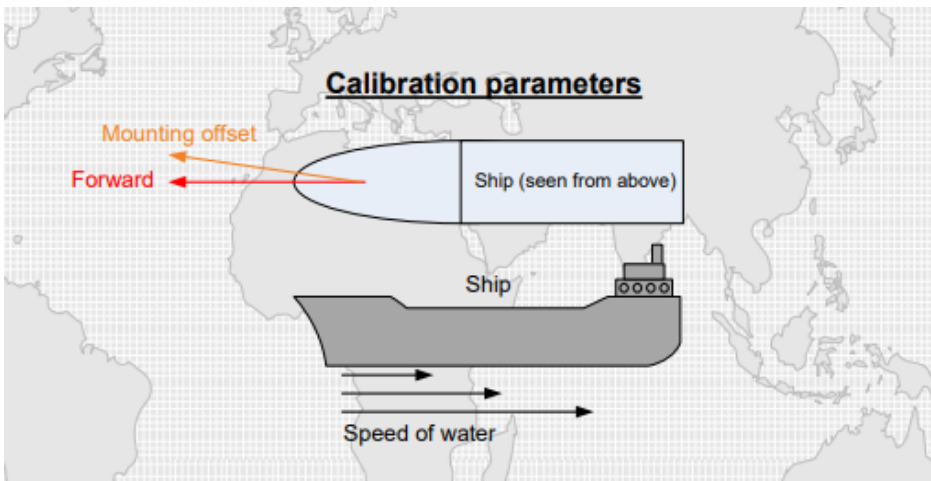 Calibration parameters
Mounting offset
Forward
Ship (seen from above)
Ship
Speed of water